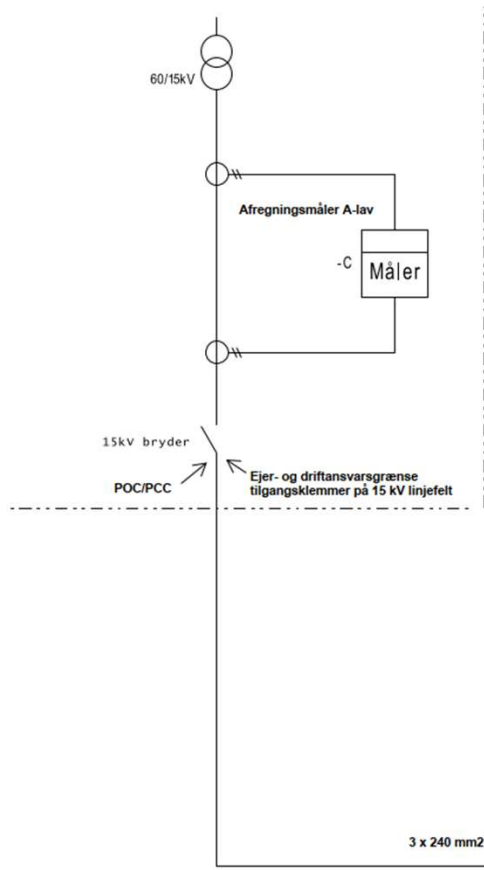 60/15kV
Afregningsmåler A-lav
-C
Måler
15kV bryder
POC/PCC
Ejer- og driftansvarsgrænse
tilgangsklemmer på 15 kV linjefelt
3 x 240 mm2